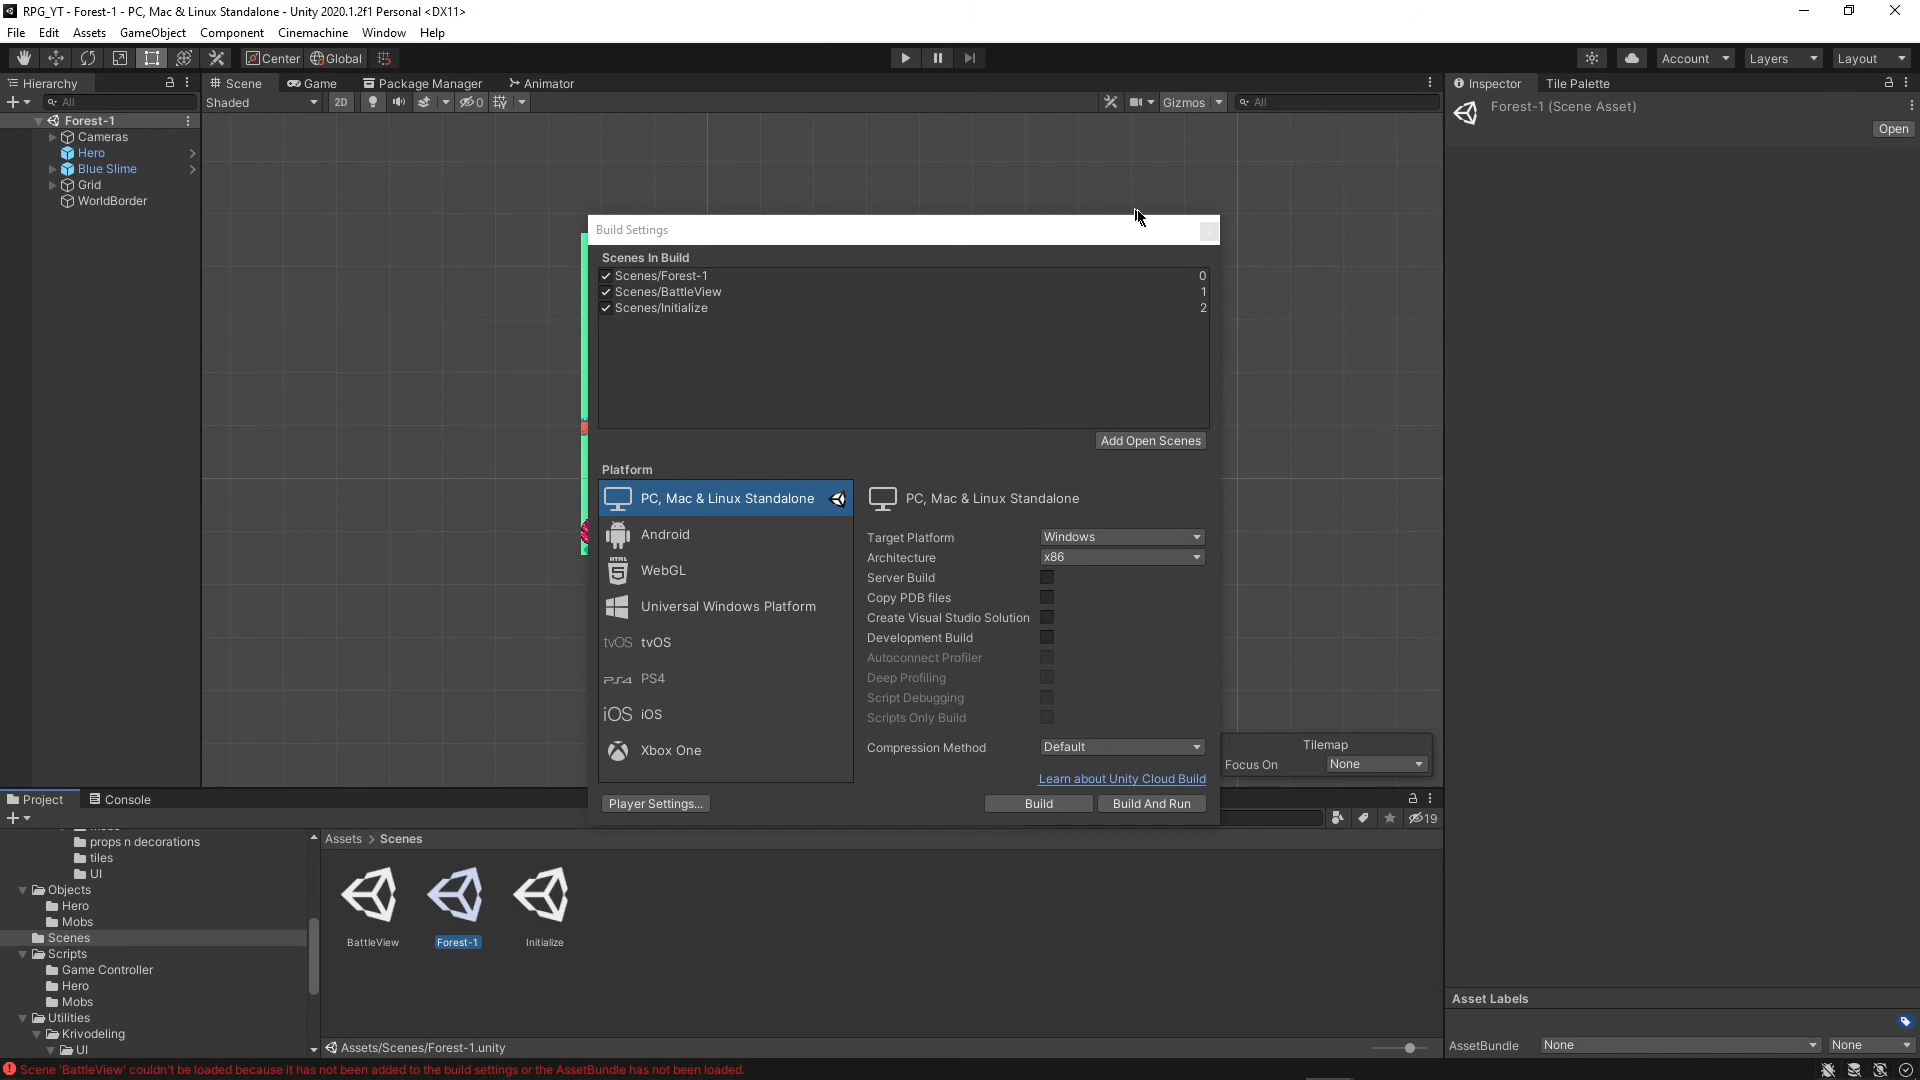 RPG_YT - Forest-1 - PC, Mac & Linux Standalone - Unity 2020.1.2f1 Personal <DX11>
File Edit Assets GameObject Component Cinemachine Window Help
Center Global Account Layers Layout
Hierarchy
All
Forest-1
Cameras
Hero
Blue Slime
Grid
WorldBorder
Scene Game Package Manager Animator
Shaded 2D 0 Gizmos All
Build Settings
Scenes In Build
Scenes/Forest-1 0
Scenes/BattleView 1
Scenes/Initialize 2
Add Open Scenes
Platform
PC, Mac & Linux Standalone
Android
HTML 5 WebGL
Universal Windows Platform
tvOS tvOS
PS4 PS4
iOS iOS
Xbox One
PC, Mac & Linux Standalone
Target Platform Windows
Architecture x86
Server Build
Copy PDB files
Create Visual Studio Solution
Development Build
Autoconnect Profiler
Deep Profiling
Script Debugging
Scripts Only Build
Compression Method Default
Learn about Unity Cloud Build
Player Settings... Build Build And Run
Tilemap
Focus On None
Inspector Tile Palette
Forest-1 (Scene Asset)
Open
Project Console
19
props n decorations
tiles
UI
Objects
Hero
Mobs
Scenes
Scripts
Game Controller
Hero
Mobs
Utilities
Krivodeling
UI
Assets > Scenes
BattleView Forest-1 Initialize
Assets/Scenes/Forest-1.unity
Asset Labels
AssetBundle None None
Scene 'BattleView' couldn't be loaded because it has not been added to the build settings or the AssetBundle has not been loaded.